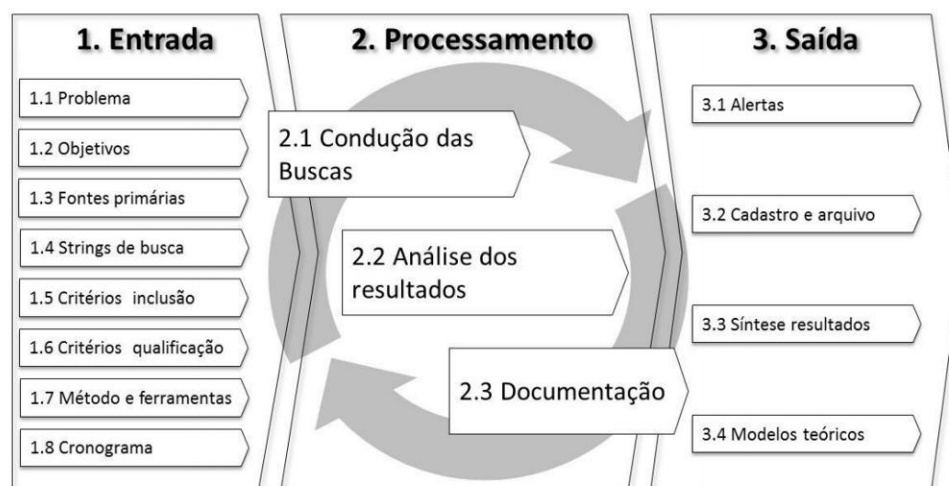 1. Entrada
1.1 Problema
1.2 Objetivos
1.3 Fontes primárias
1.4 Strings de busca
1.5 Critérios inclusão
1.6 Critérios qualificação
1.7 Método e ferramentas
1.8 Cronograma
2. Processamento
2.1 Condução das
Buscas
2.2 Análise dos
resultados
2.3 Documentação
3. Saída
3.1 Alertas
3.2 Cadastro e arquivo
3.3 Síntese resultados
3.4 Modelos teóricos